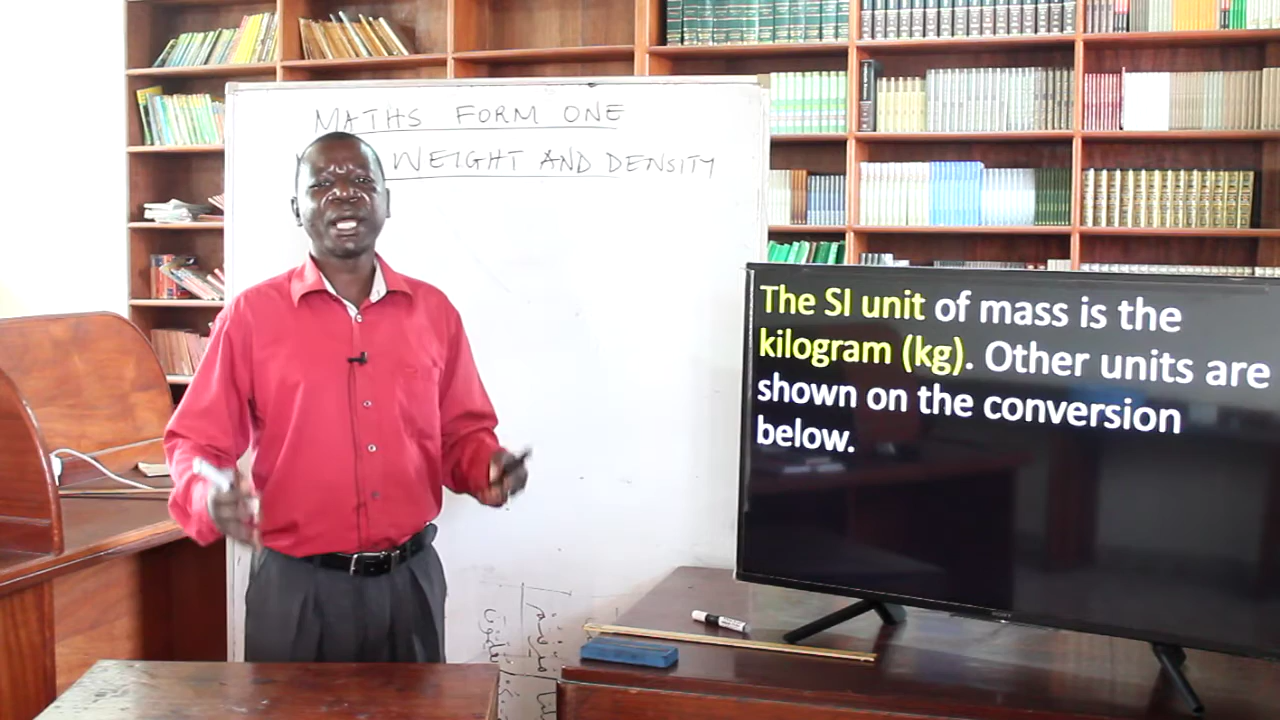 MATHS FORM ONE
WEIGHT AND DENSITY
The SI unit of mass is the
kilogram (kg). Other units are
shown on the conversion
below.
SONY